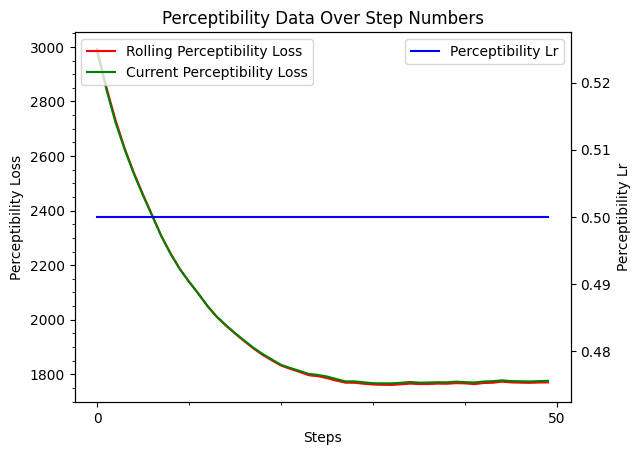 Perceptibility Data Over Step Numbers
Rolling Perceptibility Loss
Current Perceptibility Loss
Perceptibility Lr
3000
2800
2600
2400
2200
2000
1800
Perceptibility Loss
0.52
0.51
0.50
0.49
0.48
Perceptibility Lr
0
50
Steps